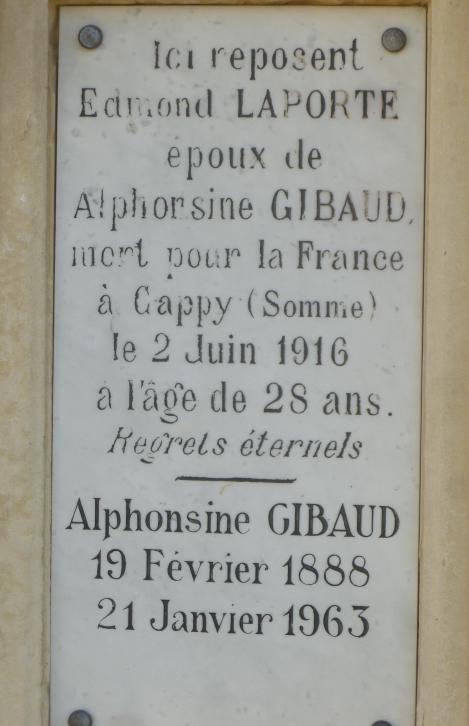 Ici reposent
Edmond LAPORTE
epoux de
Alphonsine GIBAUD,
mort pour la France
à Cappy (Somme)
le 2 Juin 1916
a l'âge de 28 ans.
Regrets éternels
Alphonsine GIBAUD
19 Février 1888
21 Janvier 1963